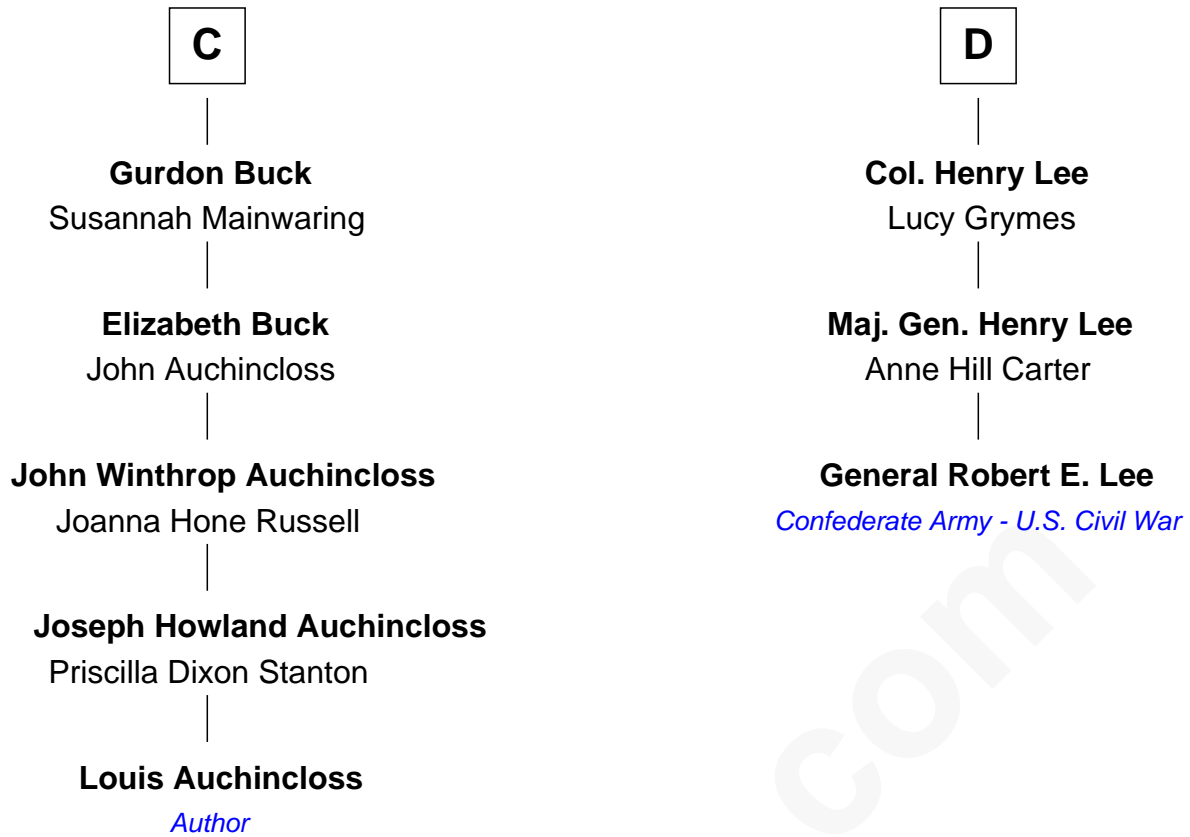 C
Gurdon Buck
Susannah Mainwaring
Elizabeth Buck
John Auchincloss
John Winthrop Auchincloss
Joanna Hone Russell
Joseph Howland Auchincloss
Priscilla Dixon Stanton
Louis Auchincloss
Author
D
Col. Henry Lee
Lucy Grymes
Maj. Gen. Henry Lee
Anne Hill Carter
General Robert E. Lee
Confederate Army - U.S. Civil War
com